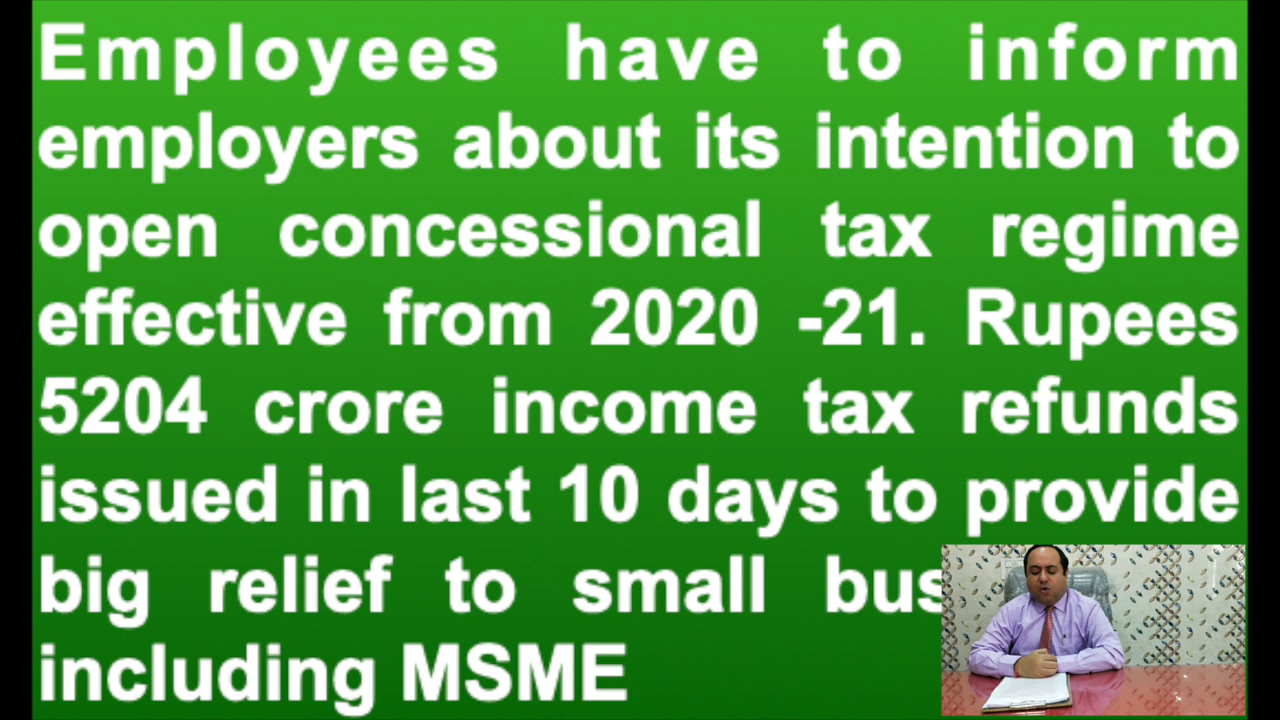 Employees have to inform
employers about its intention to
open concessional tax regime
effective from 2020 -21. Rupees
5204 crore income tax refunds
issued in last 10 days to provide
big relief to small
including MSME